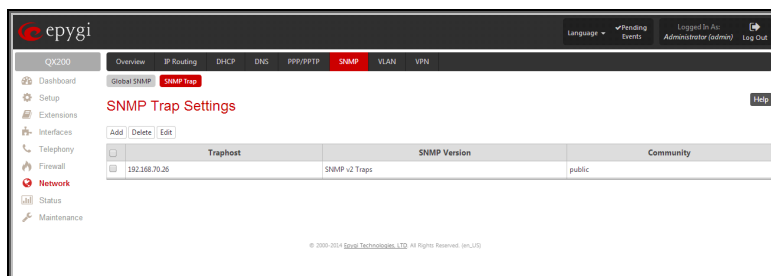 epygi
Language
Pending Events
Logged In As:
Administrator (admin)
Log Out
QX200
Overview IP Routing DHCP DNS PPP/PPTP SNMP VLAN VPN
Dashboard
Global SNMP SNMP Trap
Setup
SNMP Trap Settings
Help
Extensions
Interfaces
Add Delete Edit
Telephony
Traphost SNMP Version Community
Firewall
192.168.70.26 SNMP v2 Traps public
Network
Status
Maintenance
© 2000-2014 Epygi Technologies, LTD. All Rights Reserved. (en_US)